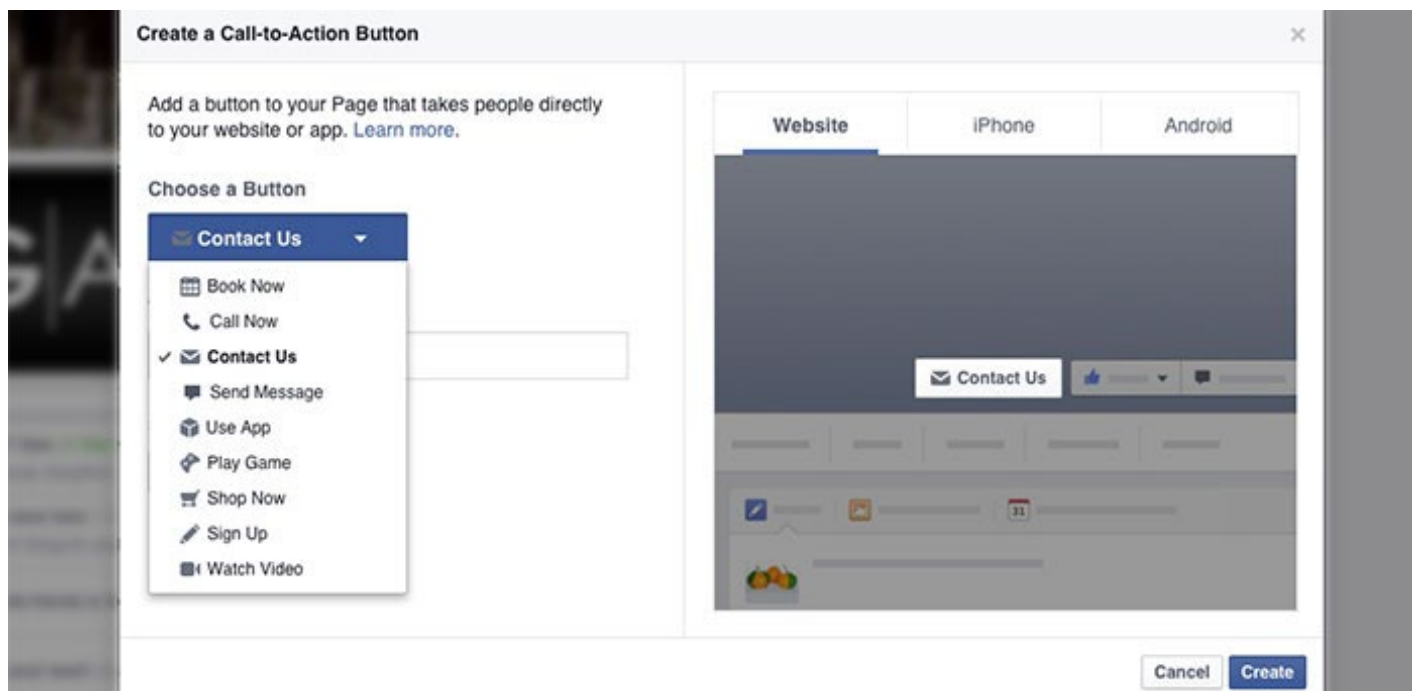 Create a Call-to-Action Button
Add a button to your Page that takes people directly
to your website or app. Learn more.
Choose a Button
Contact Us
Book Now
Call Now
Contact Us
Send Message
Use App
Play Game
Shop Now
Sign Up
Watch Video
Website iPhone Android
Contact Us
31
Cancel Create